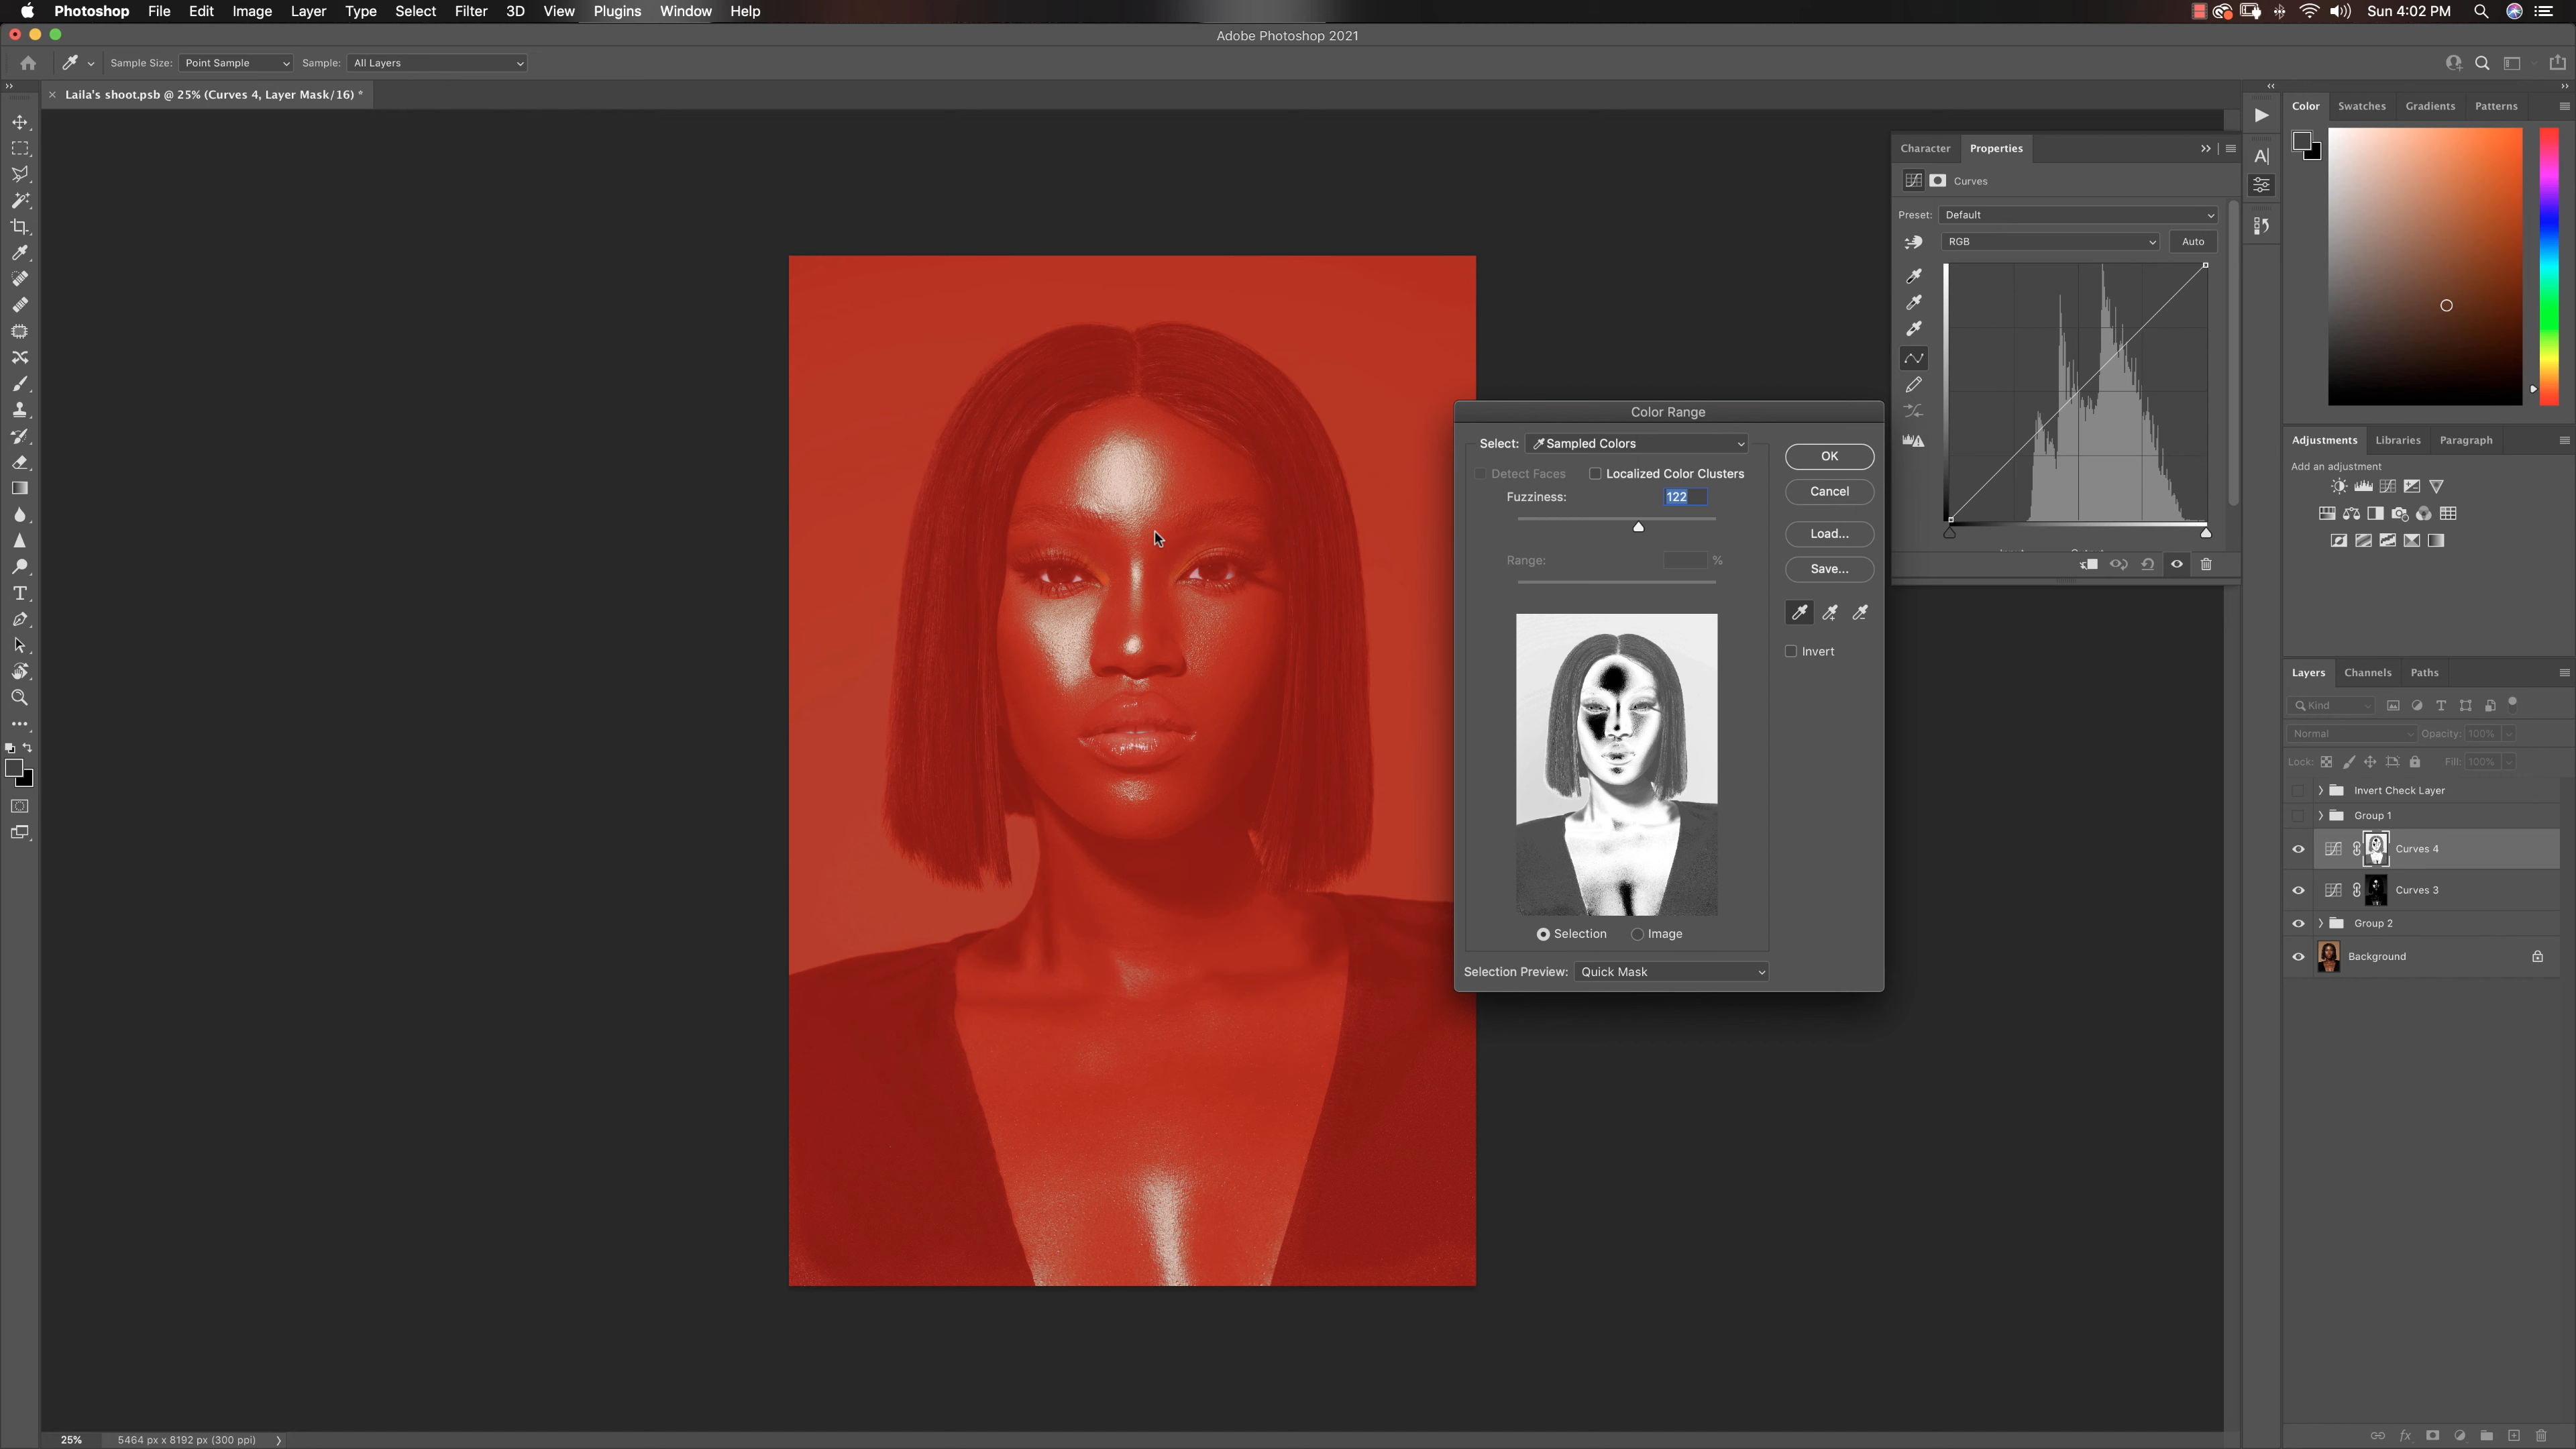 Photoshop File Edit Image Layer Type Select Filter 3D View Plugins Window Help Sun 4:02 PM
Adobe Photoshop 2021
Sample Size: Point Sample Sample: All Layers
Laila's shoot.psb @ 25% (Curves 4, Layer Mask/16) *
Color Swatches Gradients Patterns
Character Properties
Curves
Preset: Default
RGB Auto
Color Range
Select: Sampled Colors
OK
Detect Faces Localized Color Clusters
Fuzziness: 122
Cancel
Load...
Range: %
Save...
Invert
Selection Image
Selection Preview: Quick Mask
Adjustments Libraries Paragraph
Add an adjustment
Layers Channels Paths
Kind
Normal Opacity: 100%
Lock: Fill: 100%
Invert Check Layer
Group 1
Curves 4
Curves 3
Group 2
Background
25% 5464 px x 8192 px (300 ppi)